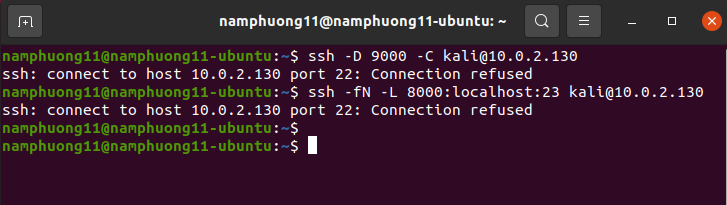 namphuong11@namphuong11-ubuntu: ~
namphuong11@namphuong11-ubuntu:~$ ssh -D 9000 -C kali@10.0.2.130
ssh: connect to host 10.0.2.130 port 22: Connection refused
namphuong11@namphuong11-ubuntu:~$ ssh -fN -L 8000:localhost:23 kali@10.0.2.130
ssh: connect to host 10.0.2.130 port 22: Connection refused
namphuong11@namphuong11-ubuntu:~$
namphuong11@namphuong11-ubuntu:~$